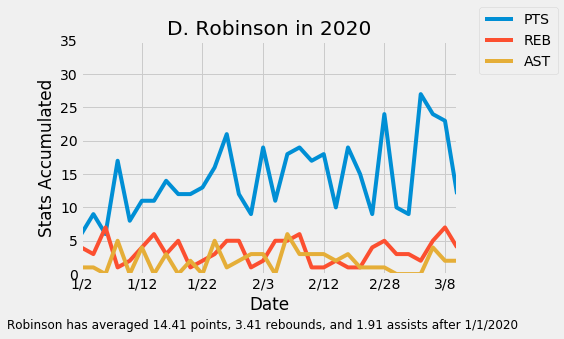 D. Robinson in 2020
PTS
REB
AST
Stats Accumulated
35
30
25
20
15
10
5
0
1/2
1/12
1/22
2/3
2/12
2/28
3/8
Date
Robinson has averaged 14.41 points, 3.41 rebounds, and 1.91 assists after 1/1/2020